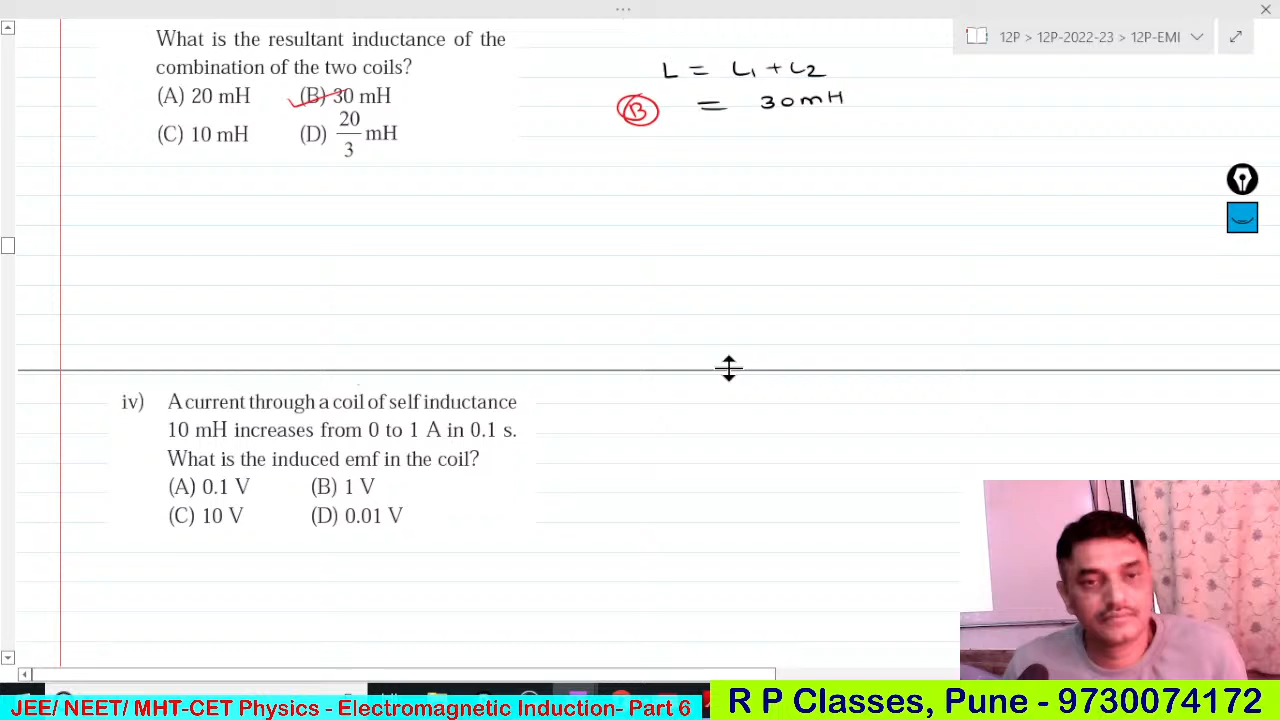 12P > 12P-2022-23 > 12P-EMI
What is the resultant inductance of the
combination of the two coils?
(A) 20 mH (B) 30 mH
(C) 10 mH (D) 20/3 mH
L = L1 + L2
(B) = 30mH
iv) A current through a coil of self inductance
10 mH increases from 0 to 1 A in 0.1 s.
What is the induced emf in the coil?
(A) 0.1 V (B) 1 V
(C) 10 V (D) 0.01 V
JEE/ NEET/ MHT-CET Physics - Electromagnetic Induction- Part 6
R P Classes, Pune - 9730074172